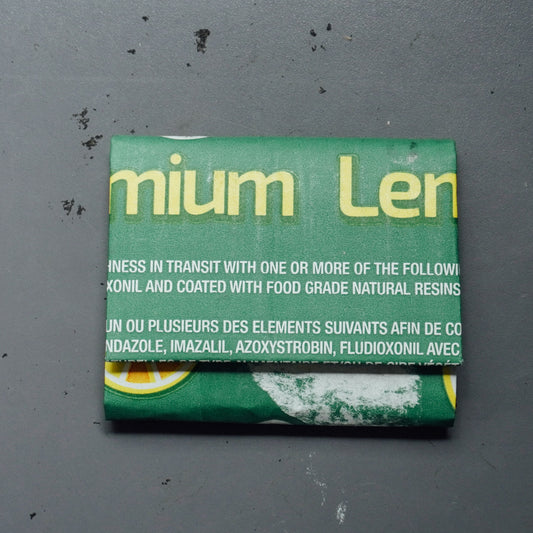 mium Len
HNESS IN TRANSIT WITH ONE OR MORE OF THE FOLLOWI
XONIL AND COATED WITH FOOD GRADE NATURAL RESINS
UN OU PLUSIEURS DES ELEMENTS SUIVANTS AFIN DE CO
NDAZOLE, IMAZALIL, AZOXYSTROBIN, FLUDIOXONIL AVEC